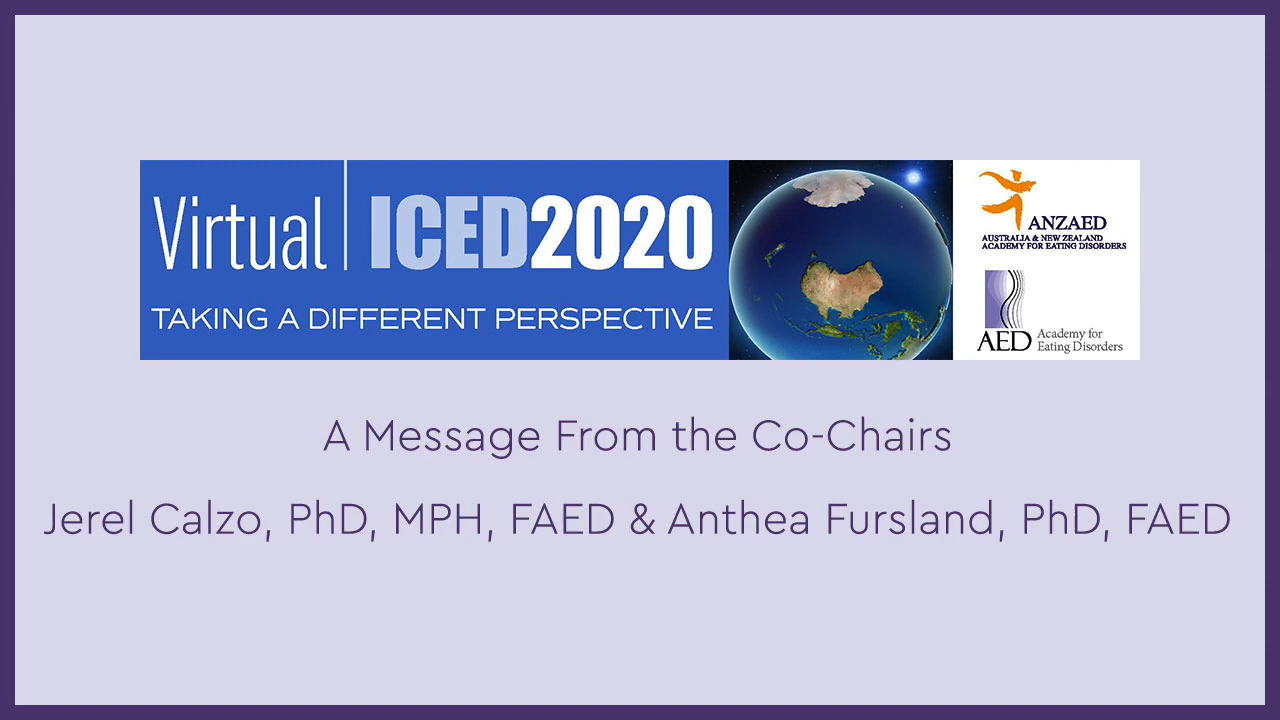 Virtual ICED2020
TAKING A DIFFERENT PERSPECTIVE
ANZAED
AUSTRALIA & NEW ZEALAND
ACADEMY FOR EATING DISORDERS
AED Academy for
Eating Disorders
A Message From the Co-Chairs
Jerel Calzo, PhD, MPH, FAED & Anthea Fursland, PhD, FAED